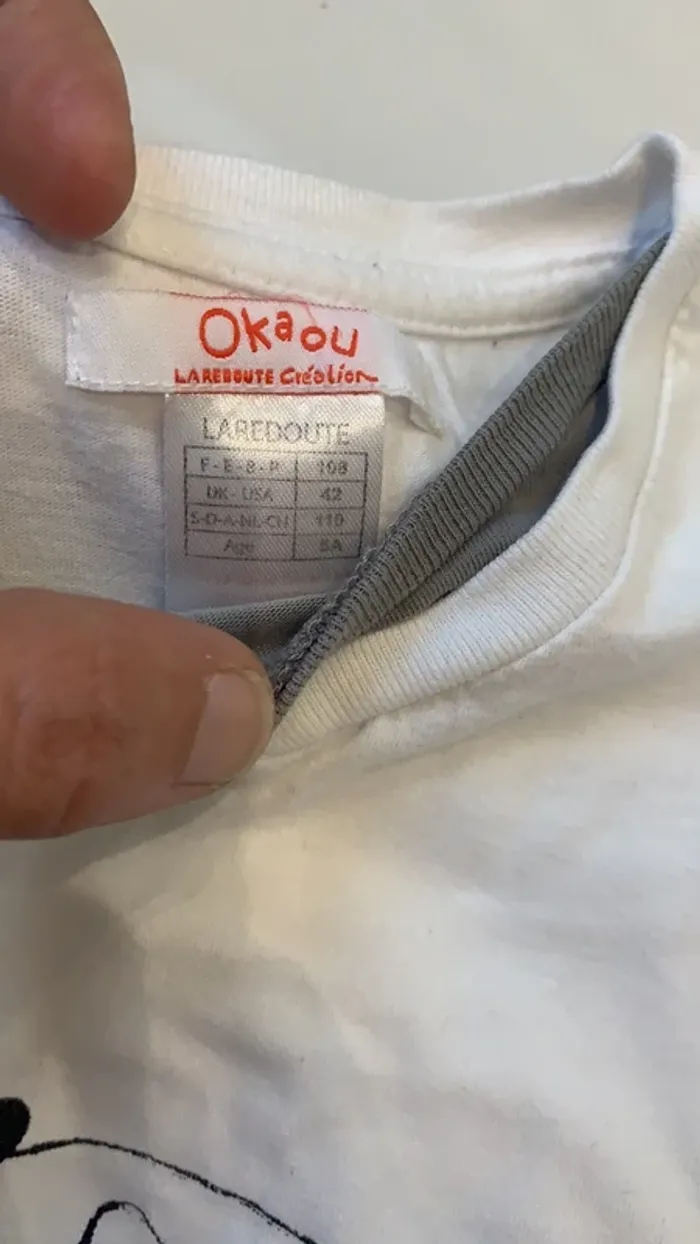 Okaou
LAREDOUTE Création
LAREDOUTE
F-E-B-P 108
UK-USA 42
S-D-A-NL-CH 110
Age 5A